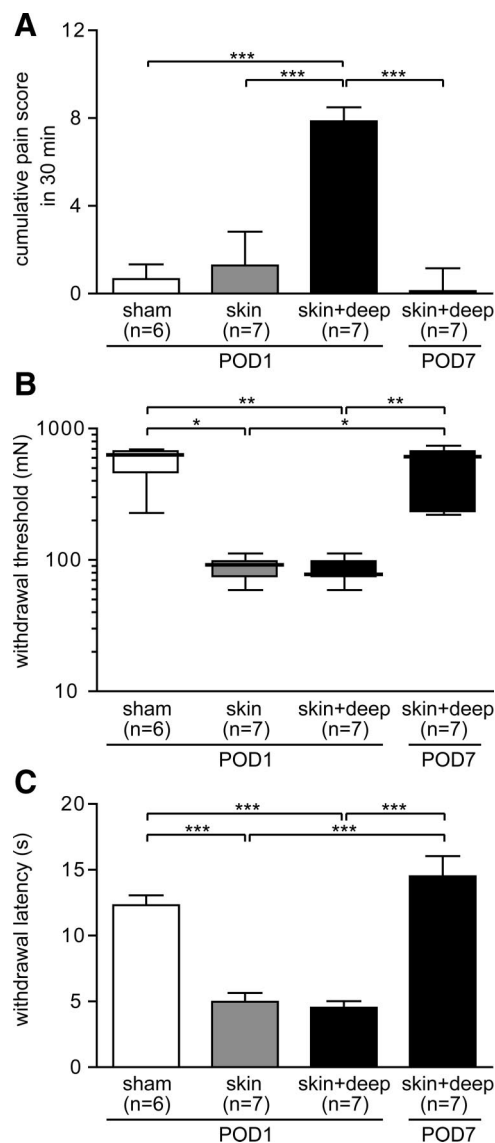 A
cumulative pain score
in 30 min
12
8
4
0
***
*** ***
sham skin skin+deep skin+deep
(n=6) (n=7) (n=7) (n=7)
POD1 POD7
B
withdrawal threshold (mN)
1000
100
10
** **
* *
sham skin skin+deep skin+deep
(n=6) (n=7) (n=7) (n=7)
POD1 POD7
C
withdrawal latency (s)
20
15
10
5
0
*** ***
*** ***
sham skin skin+deep skin+deep
(n=6) (n=7) (n=7) (n=7)
POD1 POD7